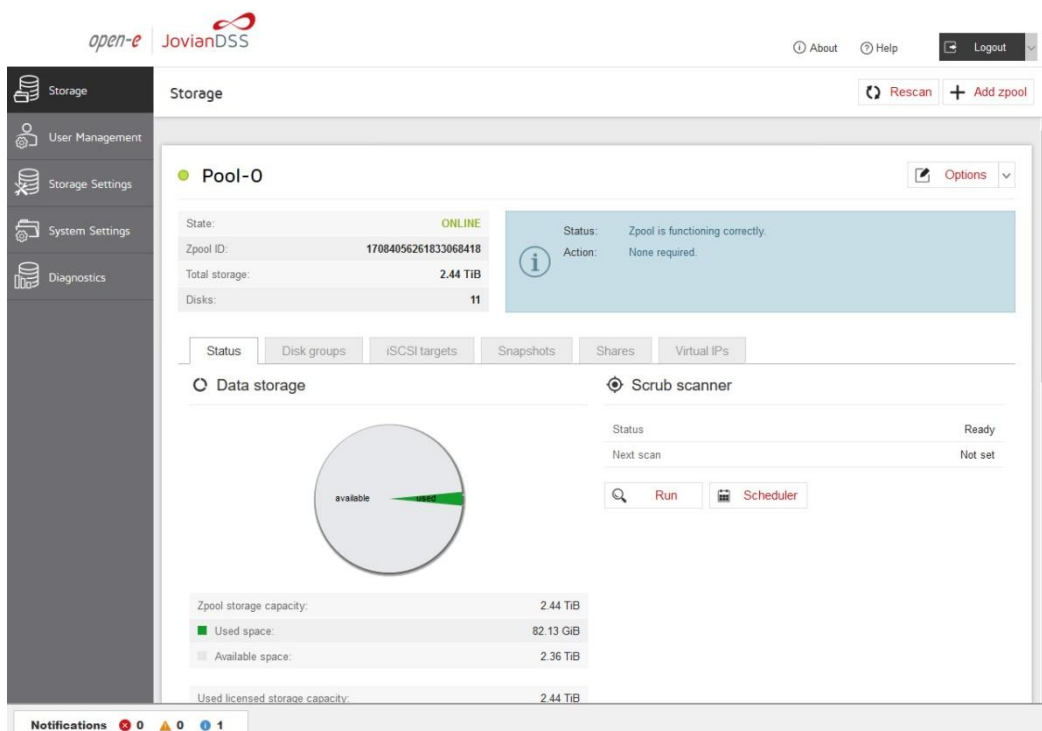 open-e JovianDSS
About Help Logout
Storage
User Management
Storage Settings
System Settings
Diagnostics
Storage
Rescan Add zpool
Pool-0
Options
State: ONLINE
Zpool ID: 17084056261833068418
Total storage: 2.44 TiB
Disks: 11
Status: Zpool is functioning correctly.
Action: None required.
Status Disk groups iSCSI targets Snapshots Shares Virtual IPs
Data storage
available used
Zpool storage capacity: 2.44 TiB
Used space: 82.13 GiB
Available space: 2.36 TiB
Used licensed storage capacity: 2.44 TiB
Scrub scanner
Status Ready
Next scan Not set
Run Scheduler
Notifications 0 0 1